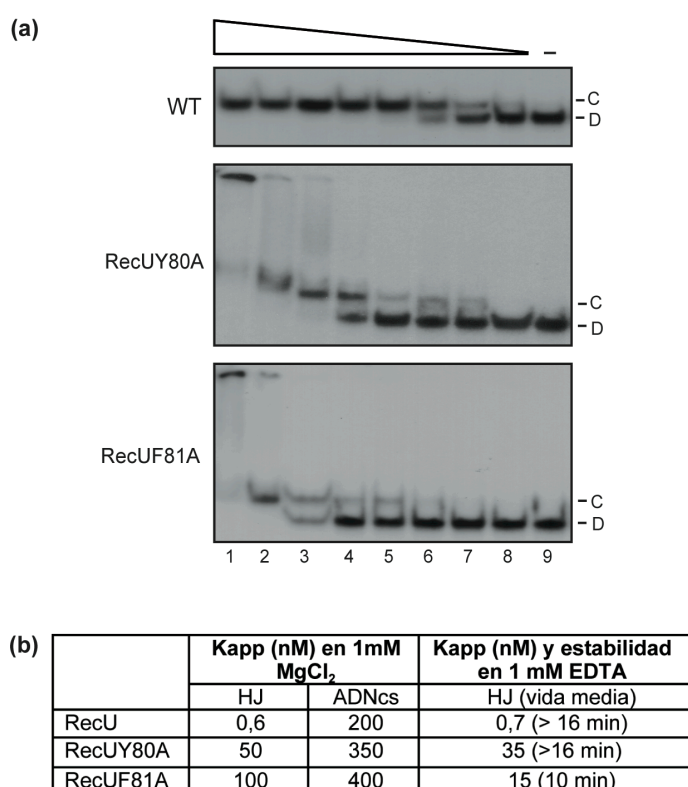 (a)
–
WT
C
D
RecUY80A
C
D
RecUF81A
C
D
1 2 3 4 5 6 7 8 9
(b)
Kapp (nM) en 1mM MgCl₂ Kapp (nM) y estabilidad en 1 mM EDTA
HJ ADNcs HJ (vida media)
RecU 0,6 200 0,7 (> 16 min)
RecUY80A 50 350 35 (>16 min)
RecUF81A 100 400 15 (10 min)